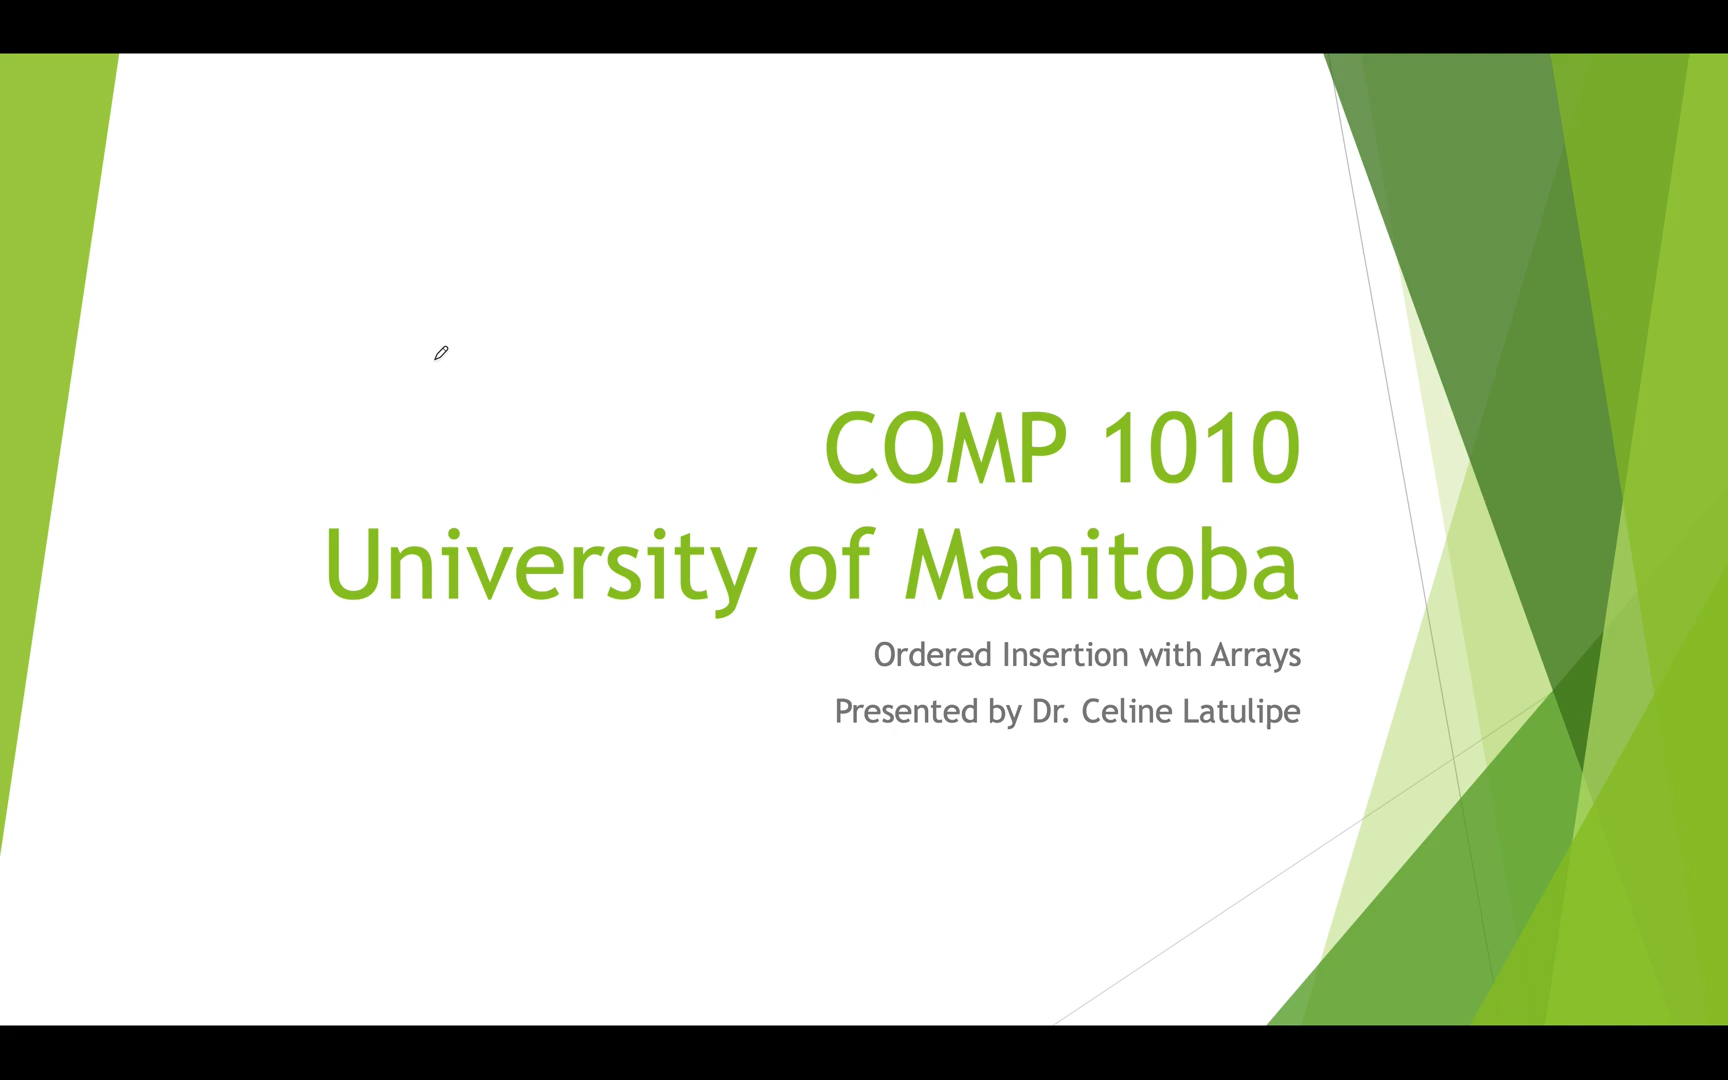 COMP 1010
University of Manitoba
Ordered Insertion with Arrays
Presented by Dr. Celine Latulipe